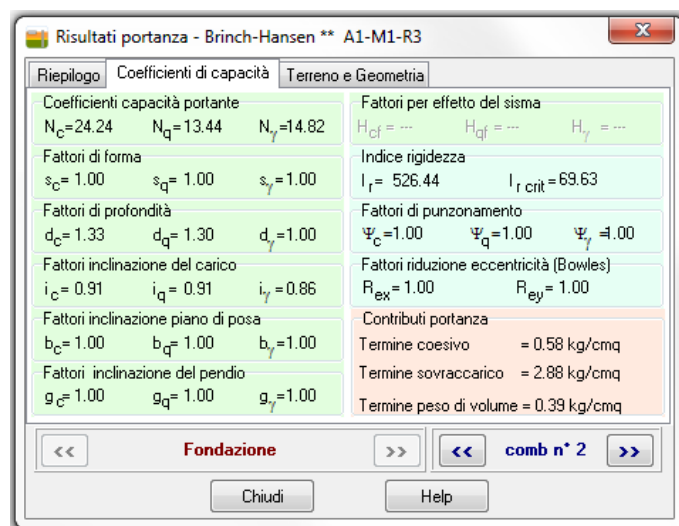 Risultati portanza - Brinch-Hansen ** A1-M1-R3
Riepilogo Coefficienti di capacità Terreno e Geometria
Coefficienti capacità portante
Nc=24.24 Nq=13.44 Nγ=14.82
Fattori di forma
sc= 1.00 sq= 1.00 sγ=1.00
Fattori di profondità
dc= 1.33 dq= 1.30 dγ=1.00
Fattori inclinazione del carico
ic= 0.91 iq= 0.91 iγ= 0.86
Fattori inclinazione piano di posa
bc= 1.00 bq= 1.00 bγ=1.00
Fattori inclinazione del pendio
gc= 1.00 gq= 1.00 gγ=1.00
Fattori per effetto del sisma
Hcf = --- Hqf = --- Hγ = ---
Indice rigidezza
Ir= 526.44 Ir crit= 69.63
Fattori di punzonamento
Ψc=1.00 Ψq=1.00 Ψγ=1.00
Fattori riduzione eccentricità (Bowles)
Rex= 1.00 Rey= 1.00
Contributi portanza
Termine coesivo = 0.58 kg/cmq
Termine sovraccarico = 2.88 kg/cmq
Termine peso di volume = 0.39 kg/cmq
<< Fondazione >> << comb n° 2 >>
Chiudi Help